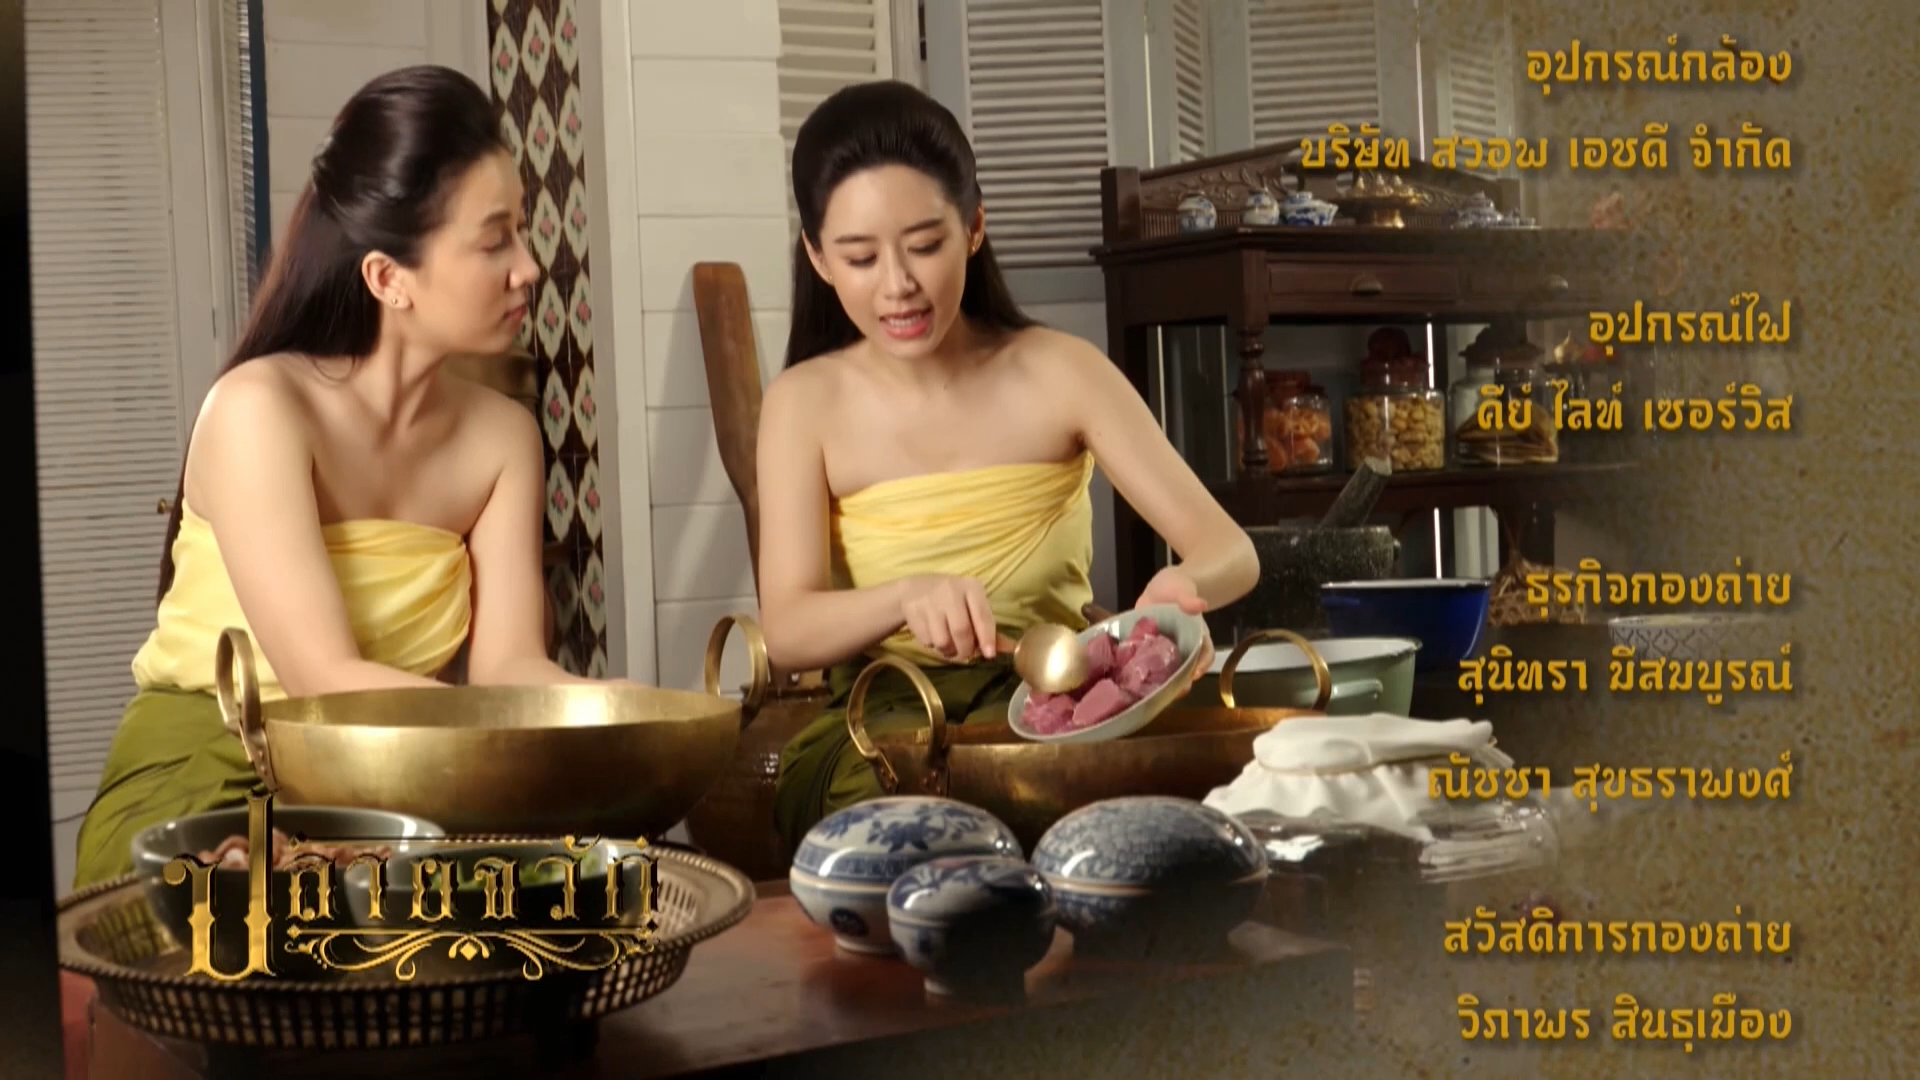 อุปกรณ์กล้อง
บริษัท สวอพ เอชดี จำกัด
อุปกรณ์ไฟ
คีย์ ไลท์ เซอร์วิส
ธุรกิจกองถ่าย
สุนิทรา มีสมบูรณ์
ณัชชา สุขธราพงศ์
สวัสดิการกองถ่าย
วิภาพร สินธุเมือง
ปลายจวัก